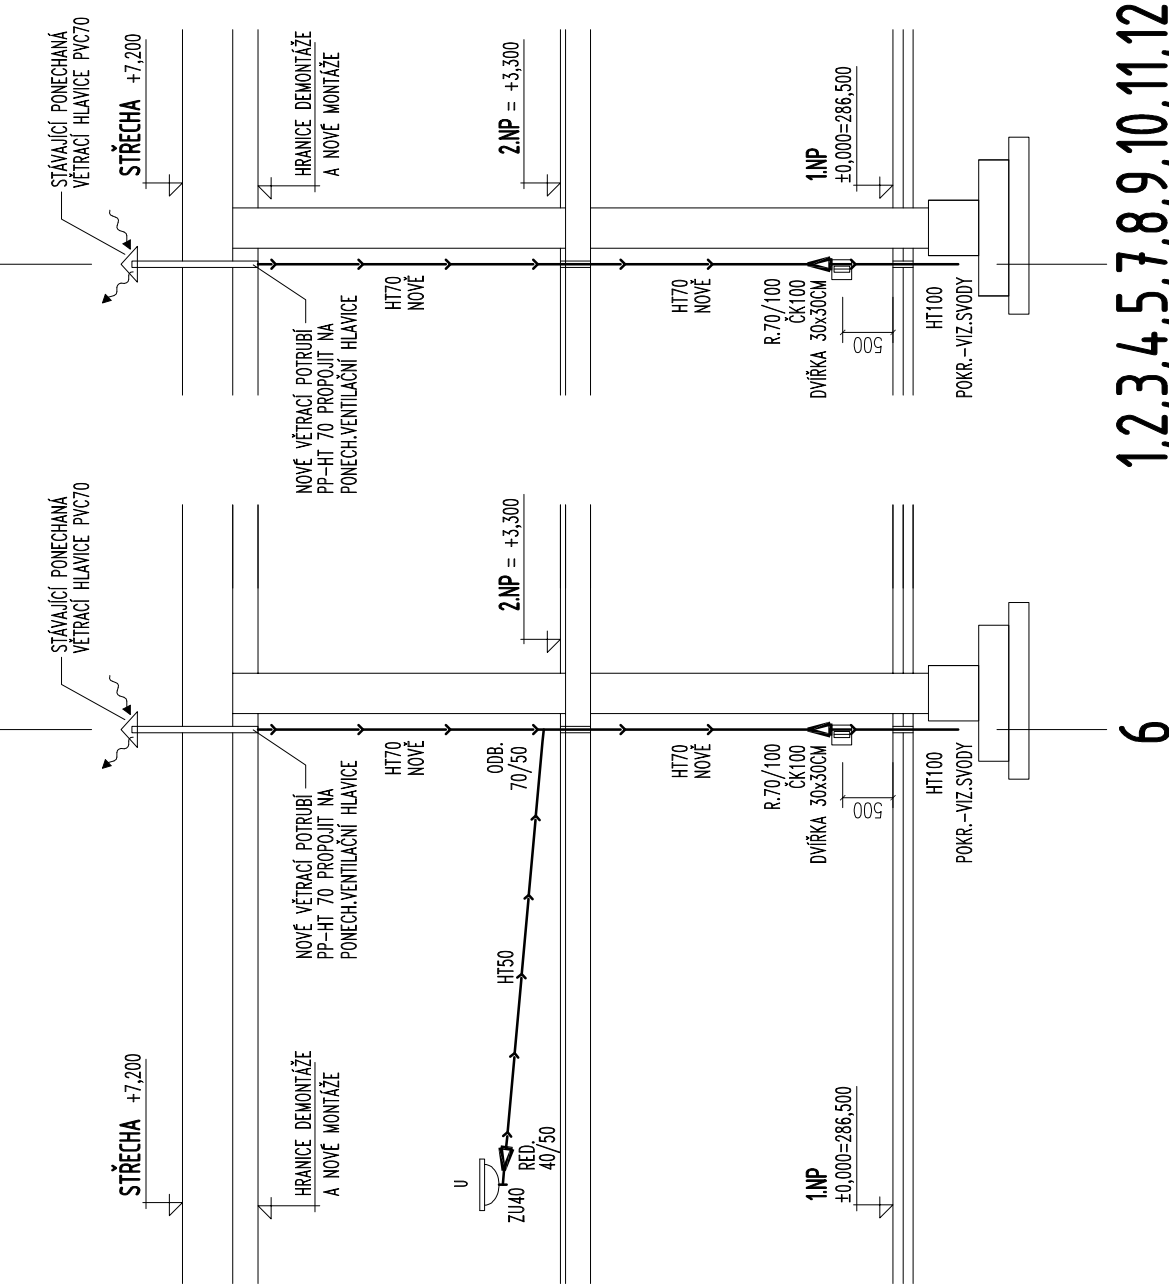 STÁVAJÍCÍ PONECHANÁ
VĚTRACÍ HLAVICE PVC70
STŘECHA +7,200
HRANICE DEMONTÁŽE
A NOVÉ MONTÁŽE
NOVÉ VĚTRACÍ POTRUBÍ
PP-HT 70 PROPOJIT NA
PONECH.VENTILAČNÍ HLAVICE
HT70
NOVĚ
ODB.
70/50
HT50
U
ZU40
RED.
40/50
2.NP = +3,300
HT70
NOVĚ
R.70/100
ČK100
DVÍŘKA 30x30CM
500
1.NP
±0,000=286,500
HT100
POKR.-VIZ.SVODY
6
STÁVAJÍCÍ PONECHANÁ
VĚTRACÍ HLAVICE PVC70
STŘECHA +7,200
HRANICE DEMONTÁŽE
A NOVÉ MONTÁŽE
NOVÉ VĚTRACÍ POTRUBÍ
PP-HT 70 PROPOJIT NA
PONECH.VENTILAČNÍ HLAVICE
HT70
NOVĚ
2.NP = +3,300
HT70
NOVĚ
R.70/100
ČK100
DVÍŘKA 30x30CM
500
1.NP
±0,000=286,500
HT100
POKR.-VIZ.SVODY
1,2,3,4,5,7,8,9,10,11,12